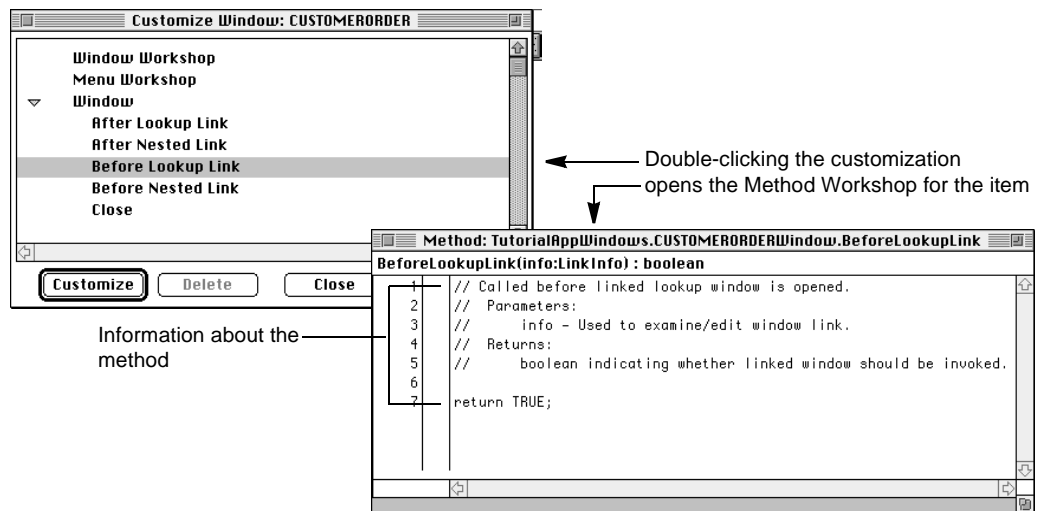 Customize Window: CUSTOMERORDER
Window Workshop
Menu Workshop
Window
After Lookup Link
After Nested Link
Before Lookup Link
Before Nested Link
Close
Customize
Delete
Close
Double-clicking the customization
opens the Method Workshop for the item
Method: TutorialAppWindows.CUSTOMERORDERWindow.BeforeLookupLink
BeforeLookupLink(info:LinkInfo) : boolean
1 // Called before linked lookup window is opened.
2 // Parameters:
3 // info - Used to examine/edit window link.
4 // Returns:
5 // boolean indicating whether linked window should be invoked.
6
7 return TRUE;
Information about the
method